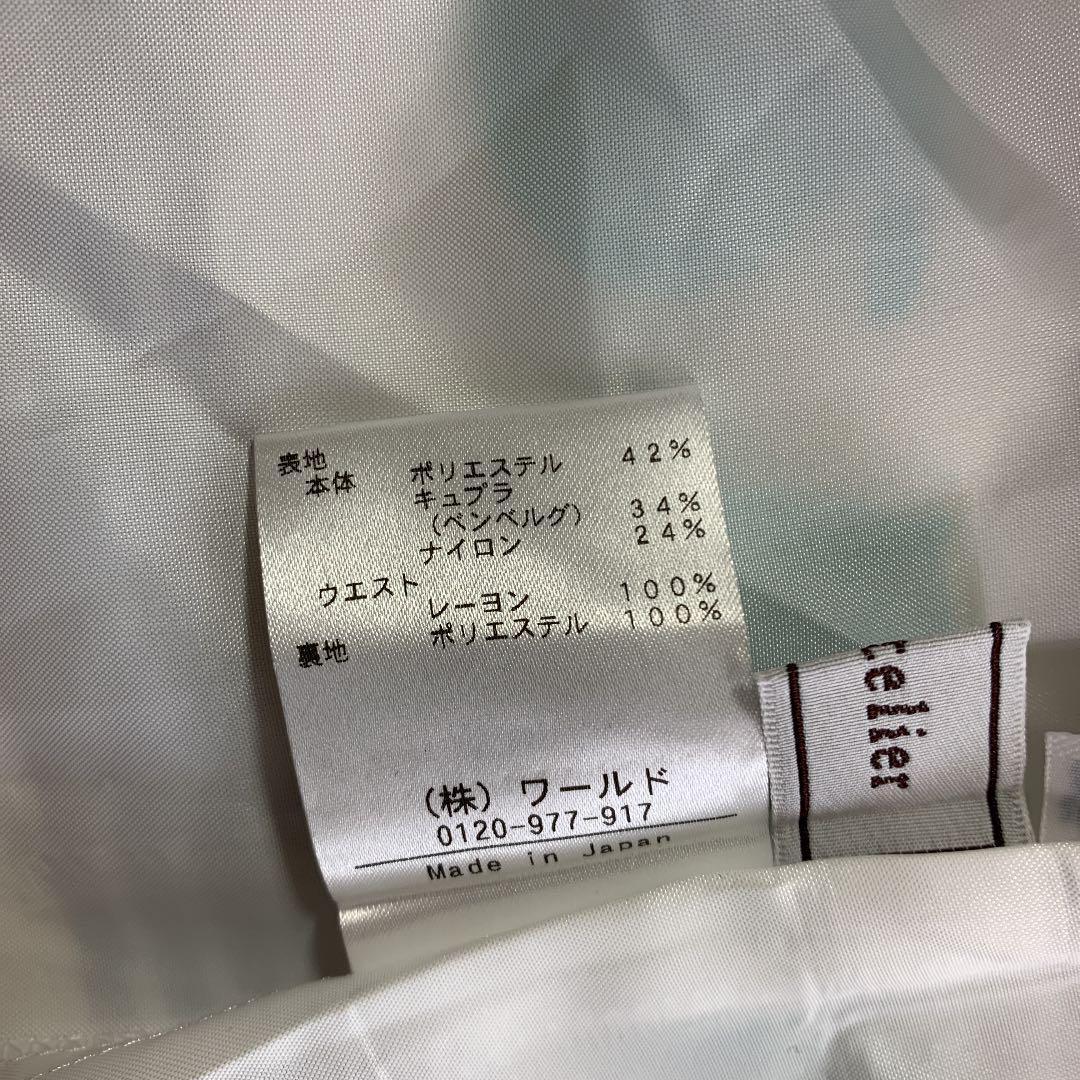 表地
本体 ポリエステル 42%
キュプラ
(ベンベルグ) 34%
ナイロン 24%
ウエスト
レーヨン 100%
裏地 ポリエステル 100%
(株)ワールド
0120-977-917
Made in Japan
telier